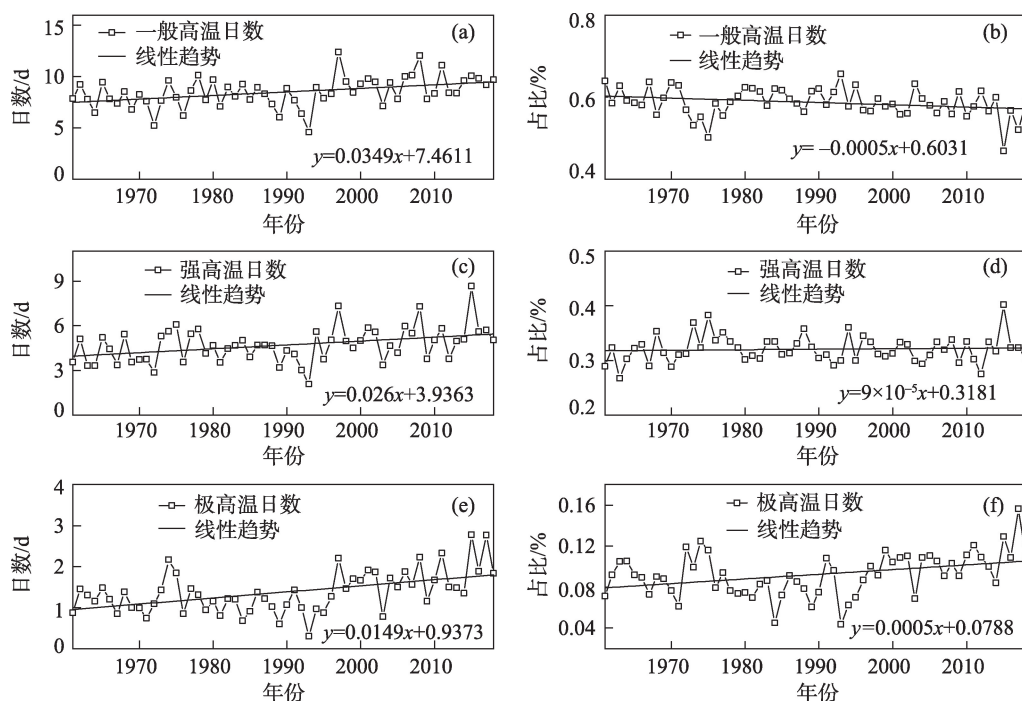 (a)
一般高温日数
线性趋势
15
10
5
0
日数/d
y=0.0349x+7.4611
1970 1980 1990 2000 2010
年份
(b)
一般高温日数
线性趋势
0.8
0.6
0.4
占比/%
y= −0.0005x+0.6031
1970 1980 1990 2000 2010
年份
(c)
强高温日数
线性趋势
9
6
3
0
日数/d
y=0.026x+3.9363
1970 1980 1990 2000 2010
年份
(d)
强高温日数
线性趋势
0.5
0.4
0.3
0.2
占比/%
y=9×10⁻⁵x+0.3181
1970 1980 1990 2000 2010
年份
(e)
极高温日数
线性趋势
4
3
2
1
0
日数/d
y=0.0149x+0.9373
1970 1980 1990 2000 2010
年份
(f)
极高温日数
线性趋势
0.16
0.12
0.08
0.04
占比/%
y=0.0005x+0.0788
1970 1980 1990 2000 2010
年份